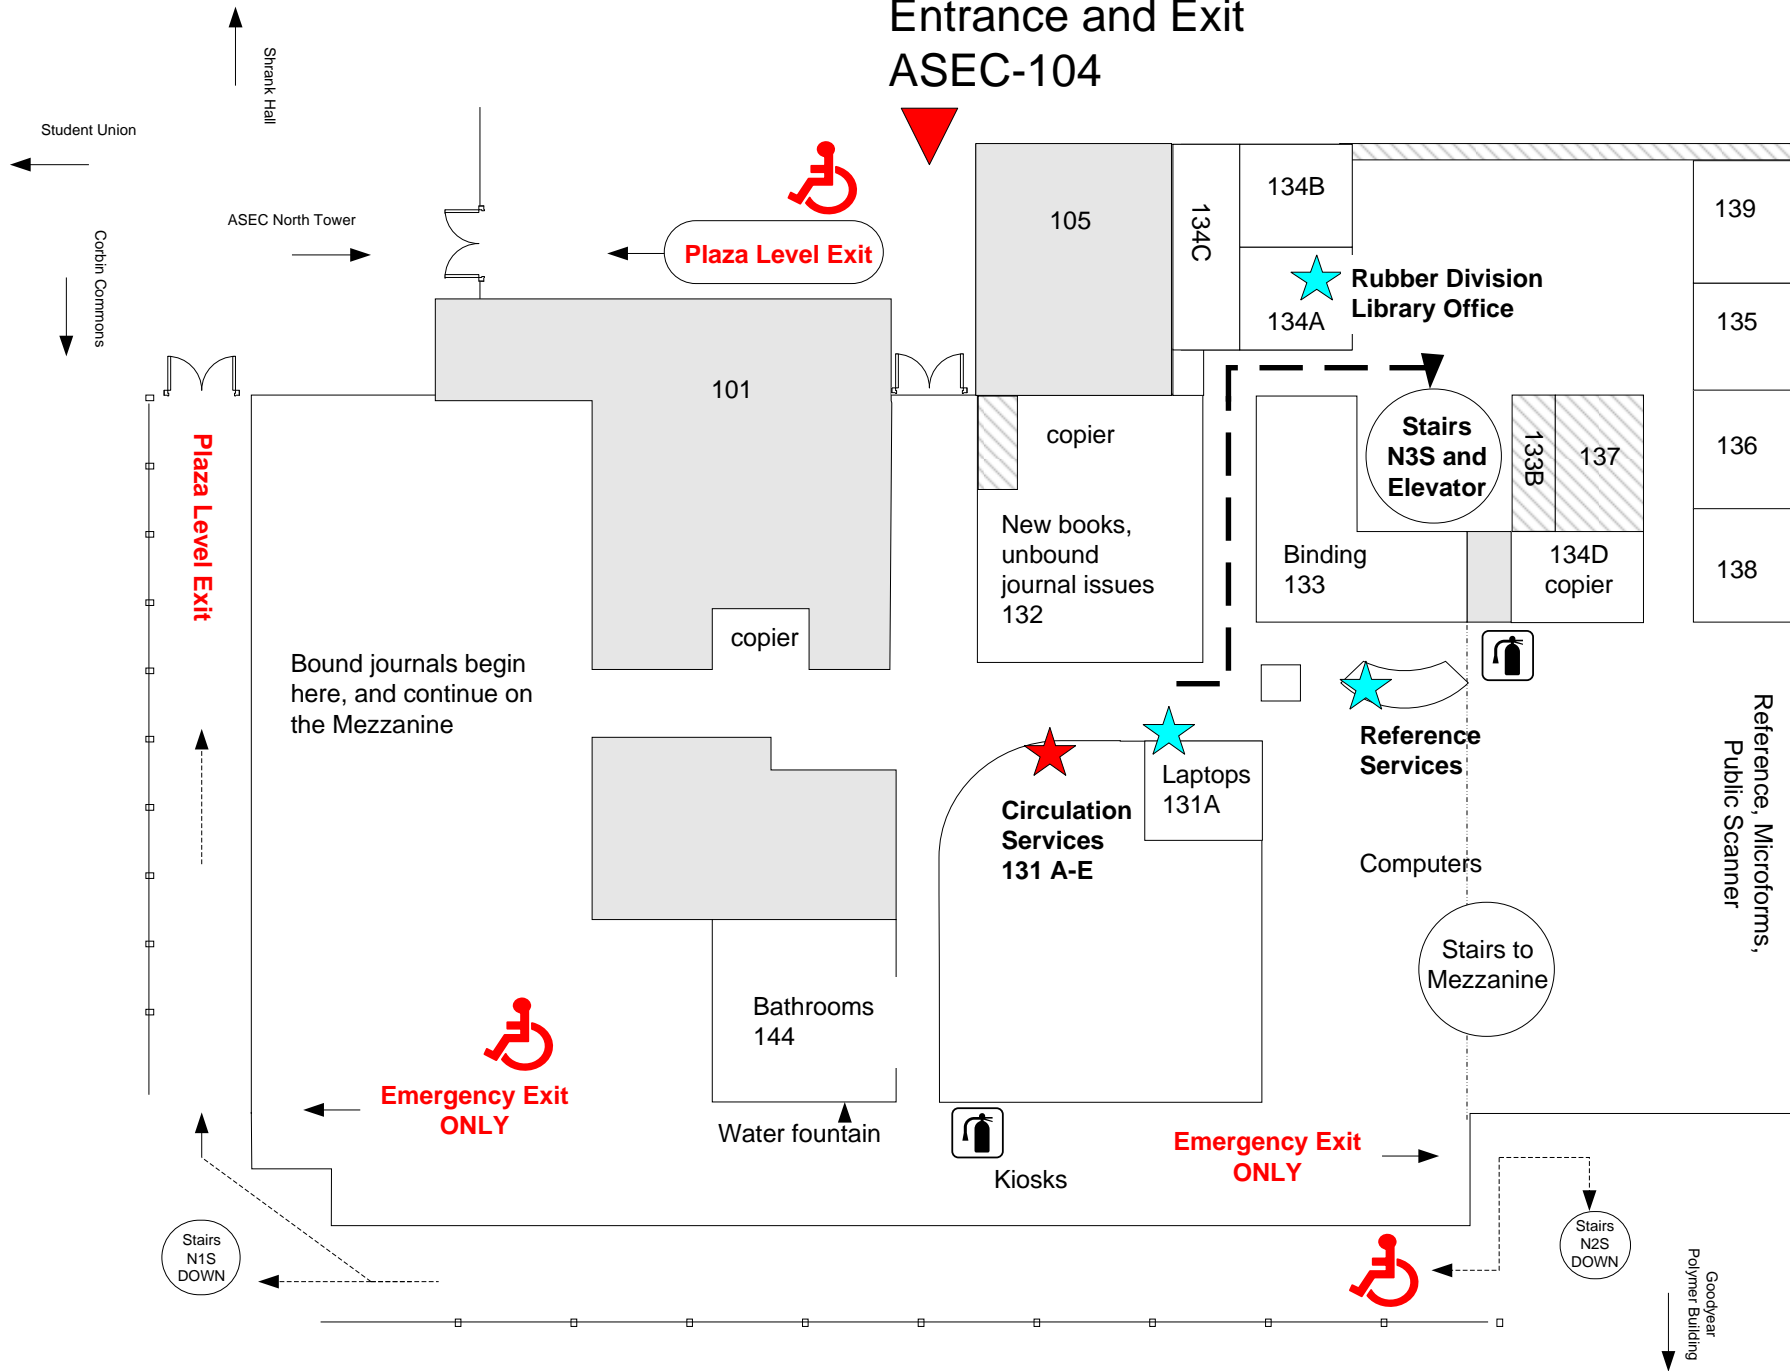 Entrance and Exit
ASEC-104
Shrank Hall
Student Union
ASEC North Tower
Corbin Commons
Plaza Level Exit
105
134C
134B
134A
Rubber Division
Library Office
139
135
136
138
101
copier
New books,
unbound
journal issues
132
Stairs
N3S and
Elevator
133B
137
Binding
133
134D
copier
Plaza Level Exit
copier
Bound journals begin
here, and continue on
the Mezzanine
Reference
Services
Laptops
131A
Circulation
Services
131 A-E
Computers
Reference, Microforms,
Public Scanner
Stairs to
Mezzanine
Bathrooms
144
Emergency Exit
ONLY
Water fountain
Kiosks
Emergency Exit
ONLY
Stairs
N1S
DOWN
Stairs
N2S
DOWN
Goodyear
Polymer Building